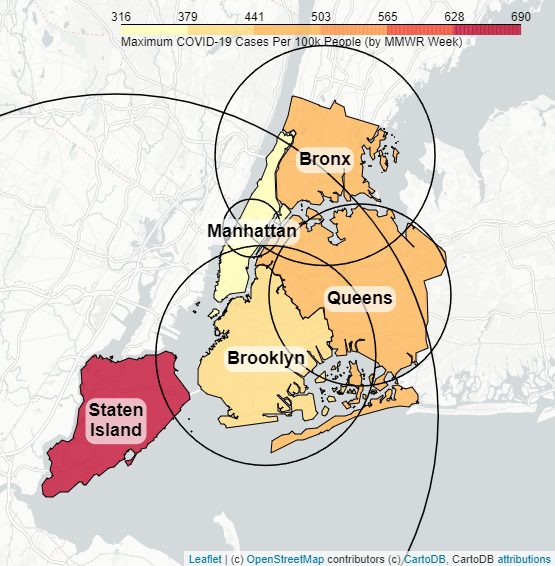 316 379 441 503 565 628 690
Maximum COVID-19 Cases Per 100k People (by MMWR Week)
Bronx
Manhattan
Queens
Brooklyn
Staten
Island
Leaflet | (c) OpenStreetMap contributors (c) CartoDB, CartoDB attributions